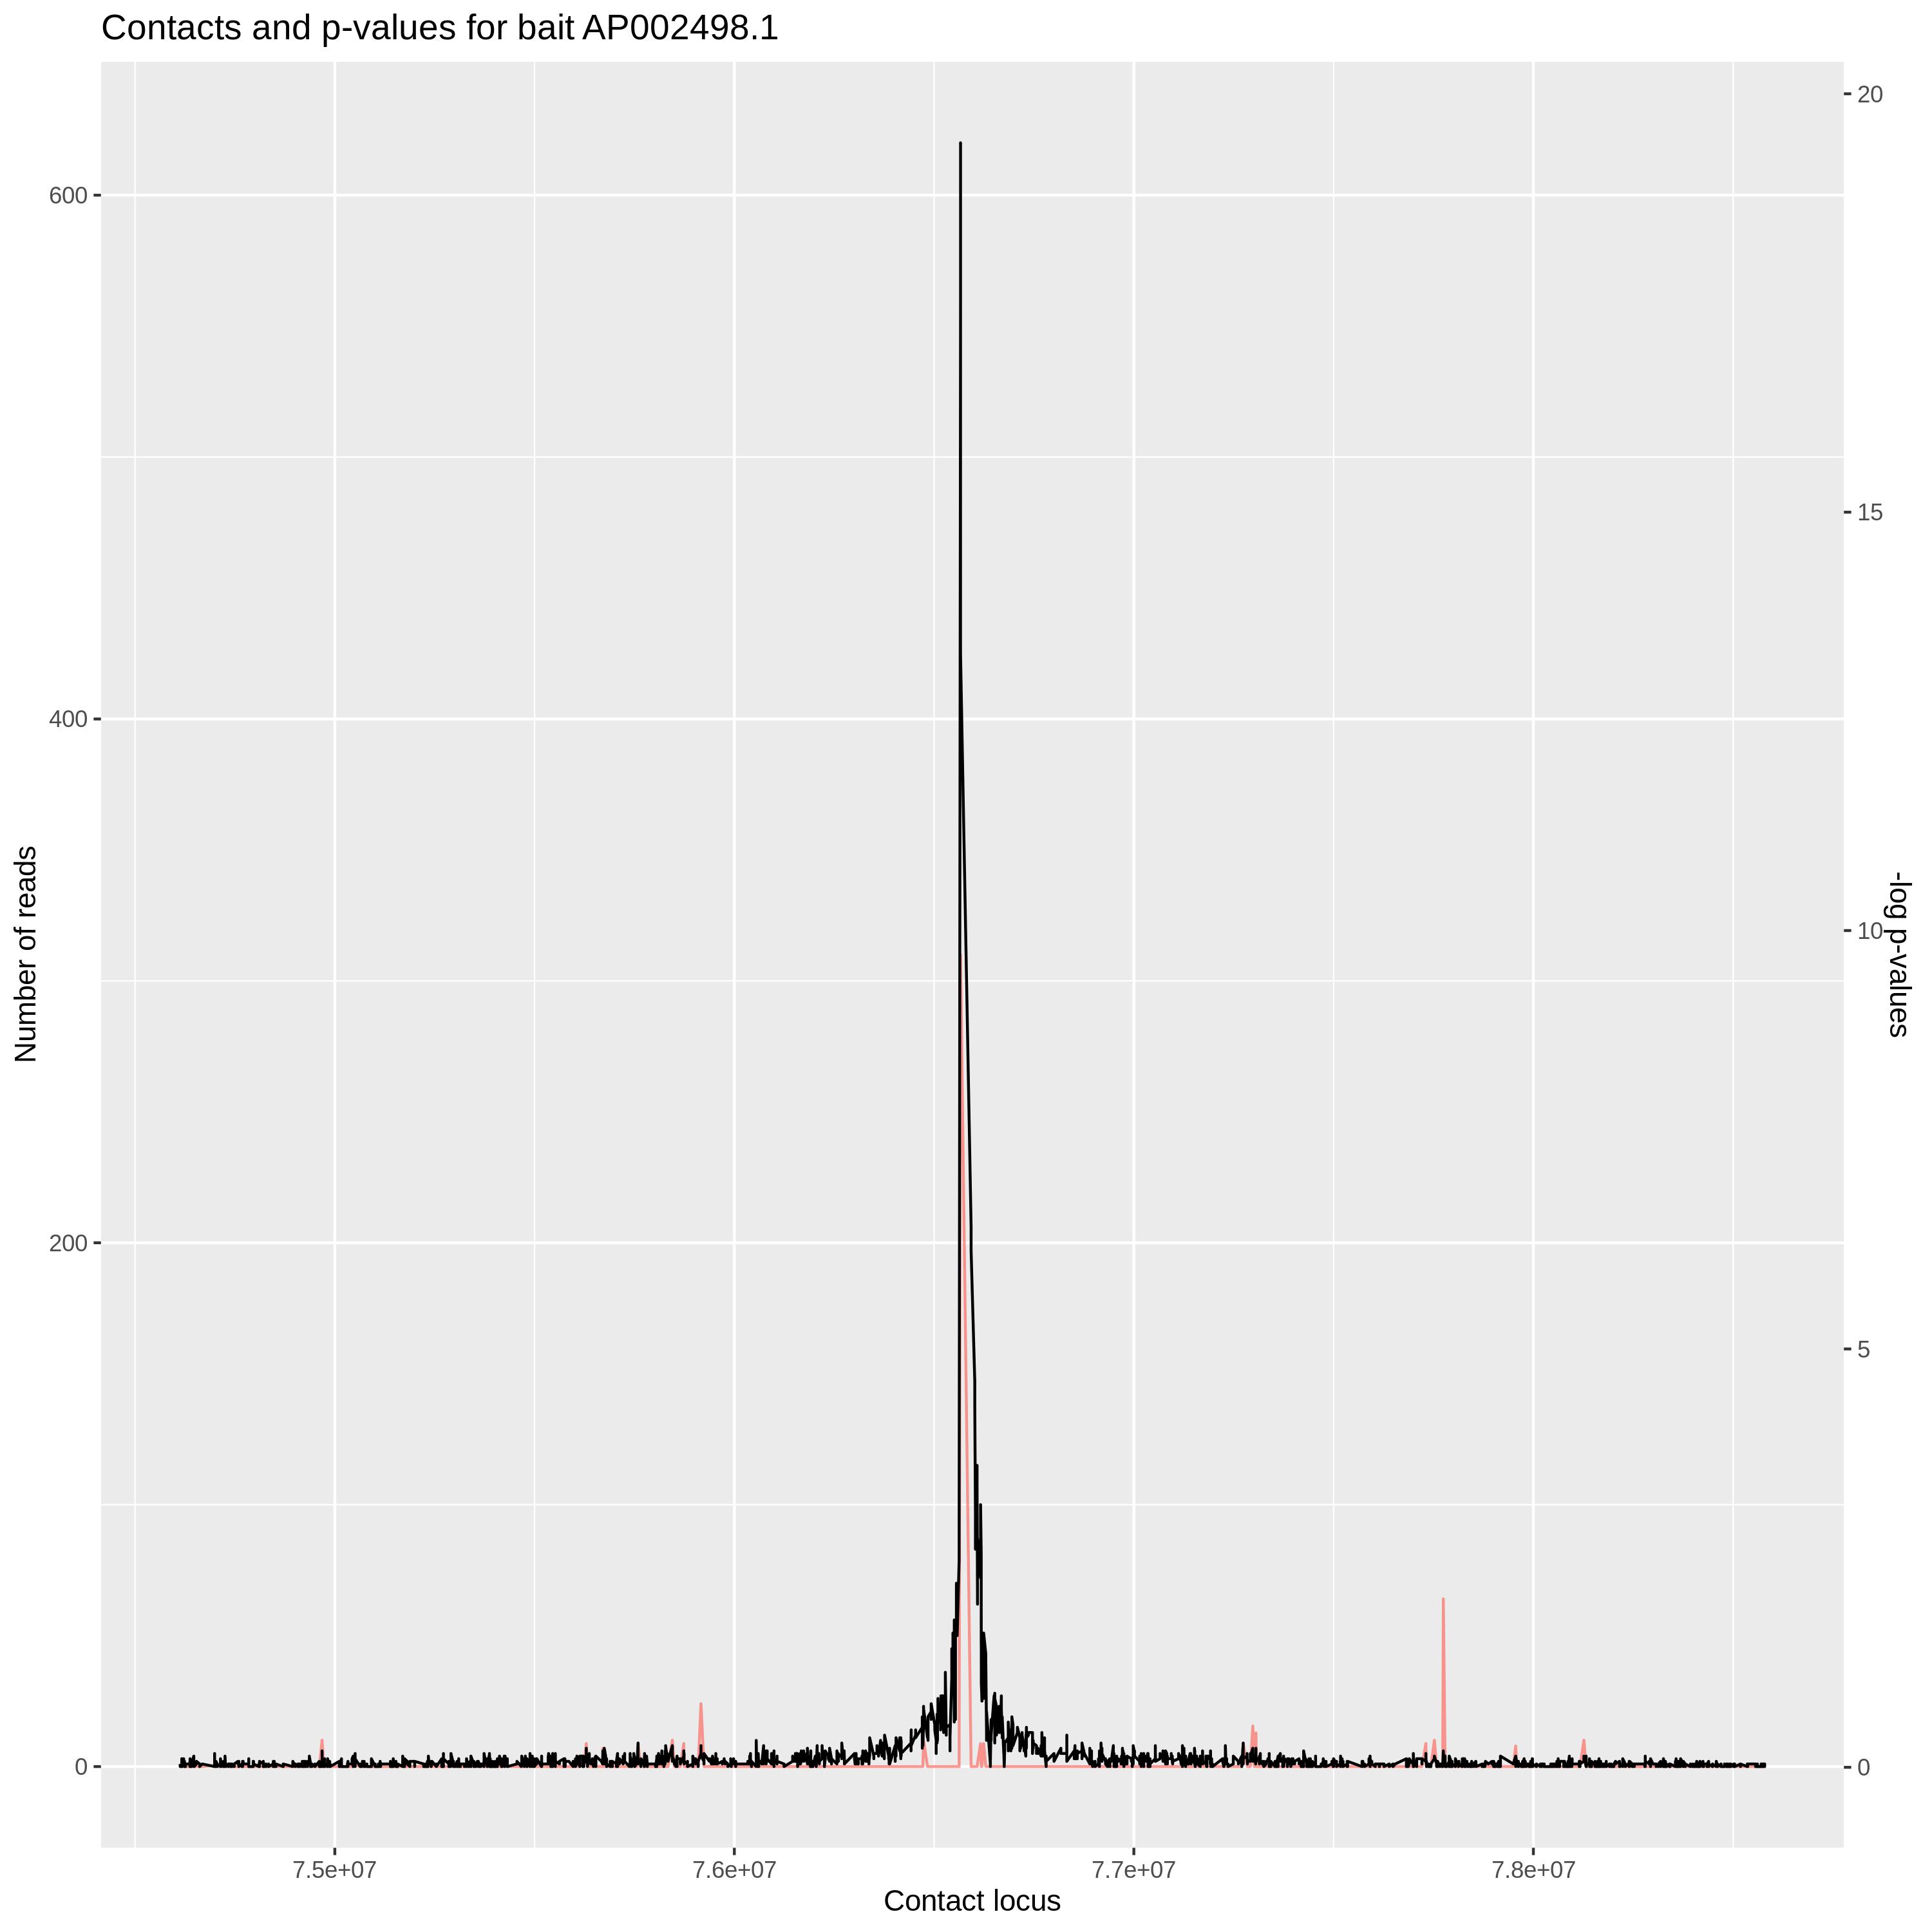 Contacts and p-values for bait AP002498.1
600
400
200
0
Number of reads
20
15
10
5
0
-log p-values
7.5e+07
7.6e+07
7.7e+07
7.8e+07
Contact locus